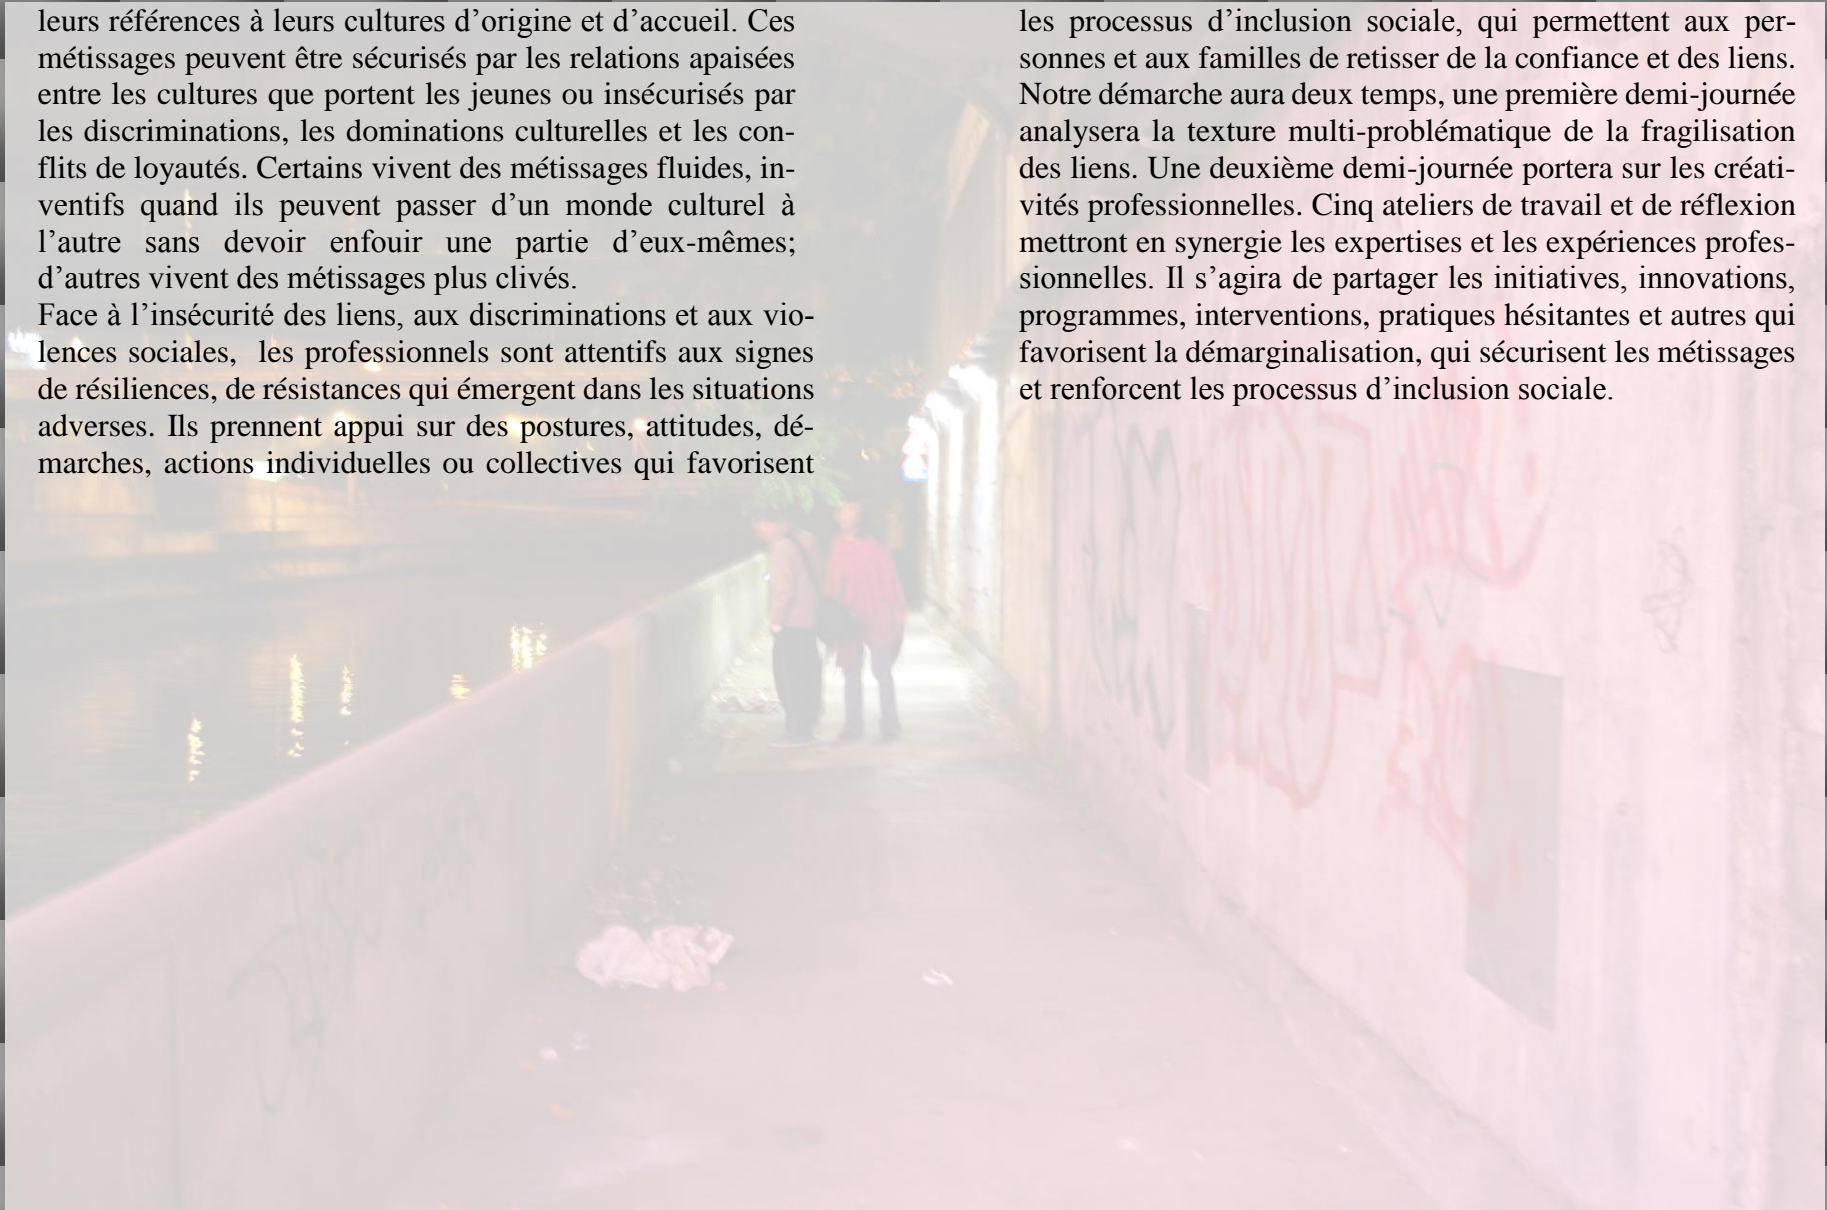 leurs références à leurs cultures d’origine et d’accueil. Ces
métissages peuvent être sécurisés par les relations apaisées
entre les cultures que portent les jeunes ou insécurisés par
les discriminations, les dominations culturelles et les con-
flits de loyautés. Certains vivent des métissages fluides, in-
ventifs quand ils peuvent passer d’un monde culturel à
l’autre sans devoir enfouir une partie d’eux-mêmes;
d’autres vivent des métissages plus clivés.
Face à l’insécurité des liens, aux discriminations et aux vio-
lences sociales, les professionnels sont attentifs aux signes
de résiliences, de résistances qui émergent dans les situations
adverses. Ils prennent appui sur des postures, attitudes, dé-
marches, actions individuelles ou collectives qui favorisent
les processus d’inclusion sociale, qui permettent aux per-
sonnes et aux familles de retisser de la confiance et des liens.
Notre démarche aura deux temps, une première demi-journée
analysera la texture multi-problématique de la fragilisation
des liens. Une deuxième demi-journée portera sur les créati-
vités professionnelles. Cinq ateliers de travail et de réflexion
mettront en synergie les expertises et les expériences profes-
sionnelles. Il s’agira de partager les initiatives, innovations,
programmes, interventions, pratiques hésitantes et autres qui
favorisent la démarginalisation, qui sécurisent les métissages
et renforcent les processus d’inclusion sociale.